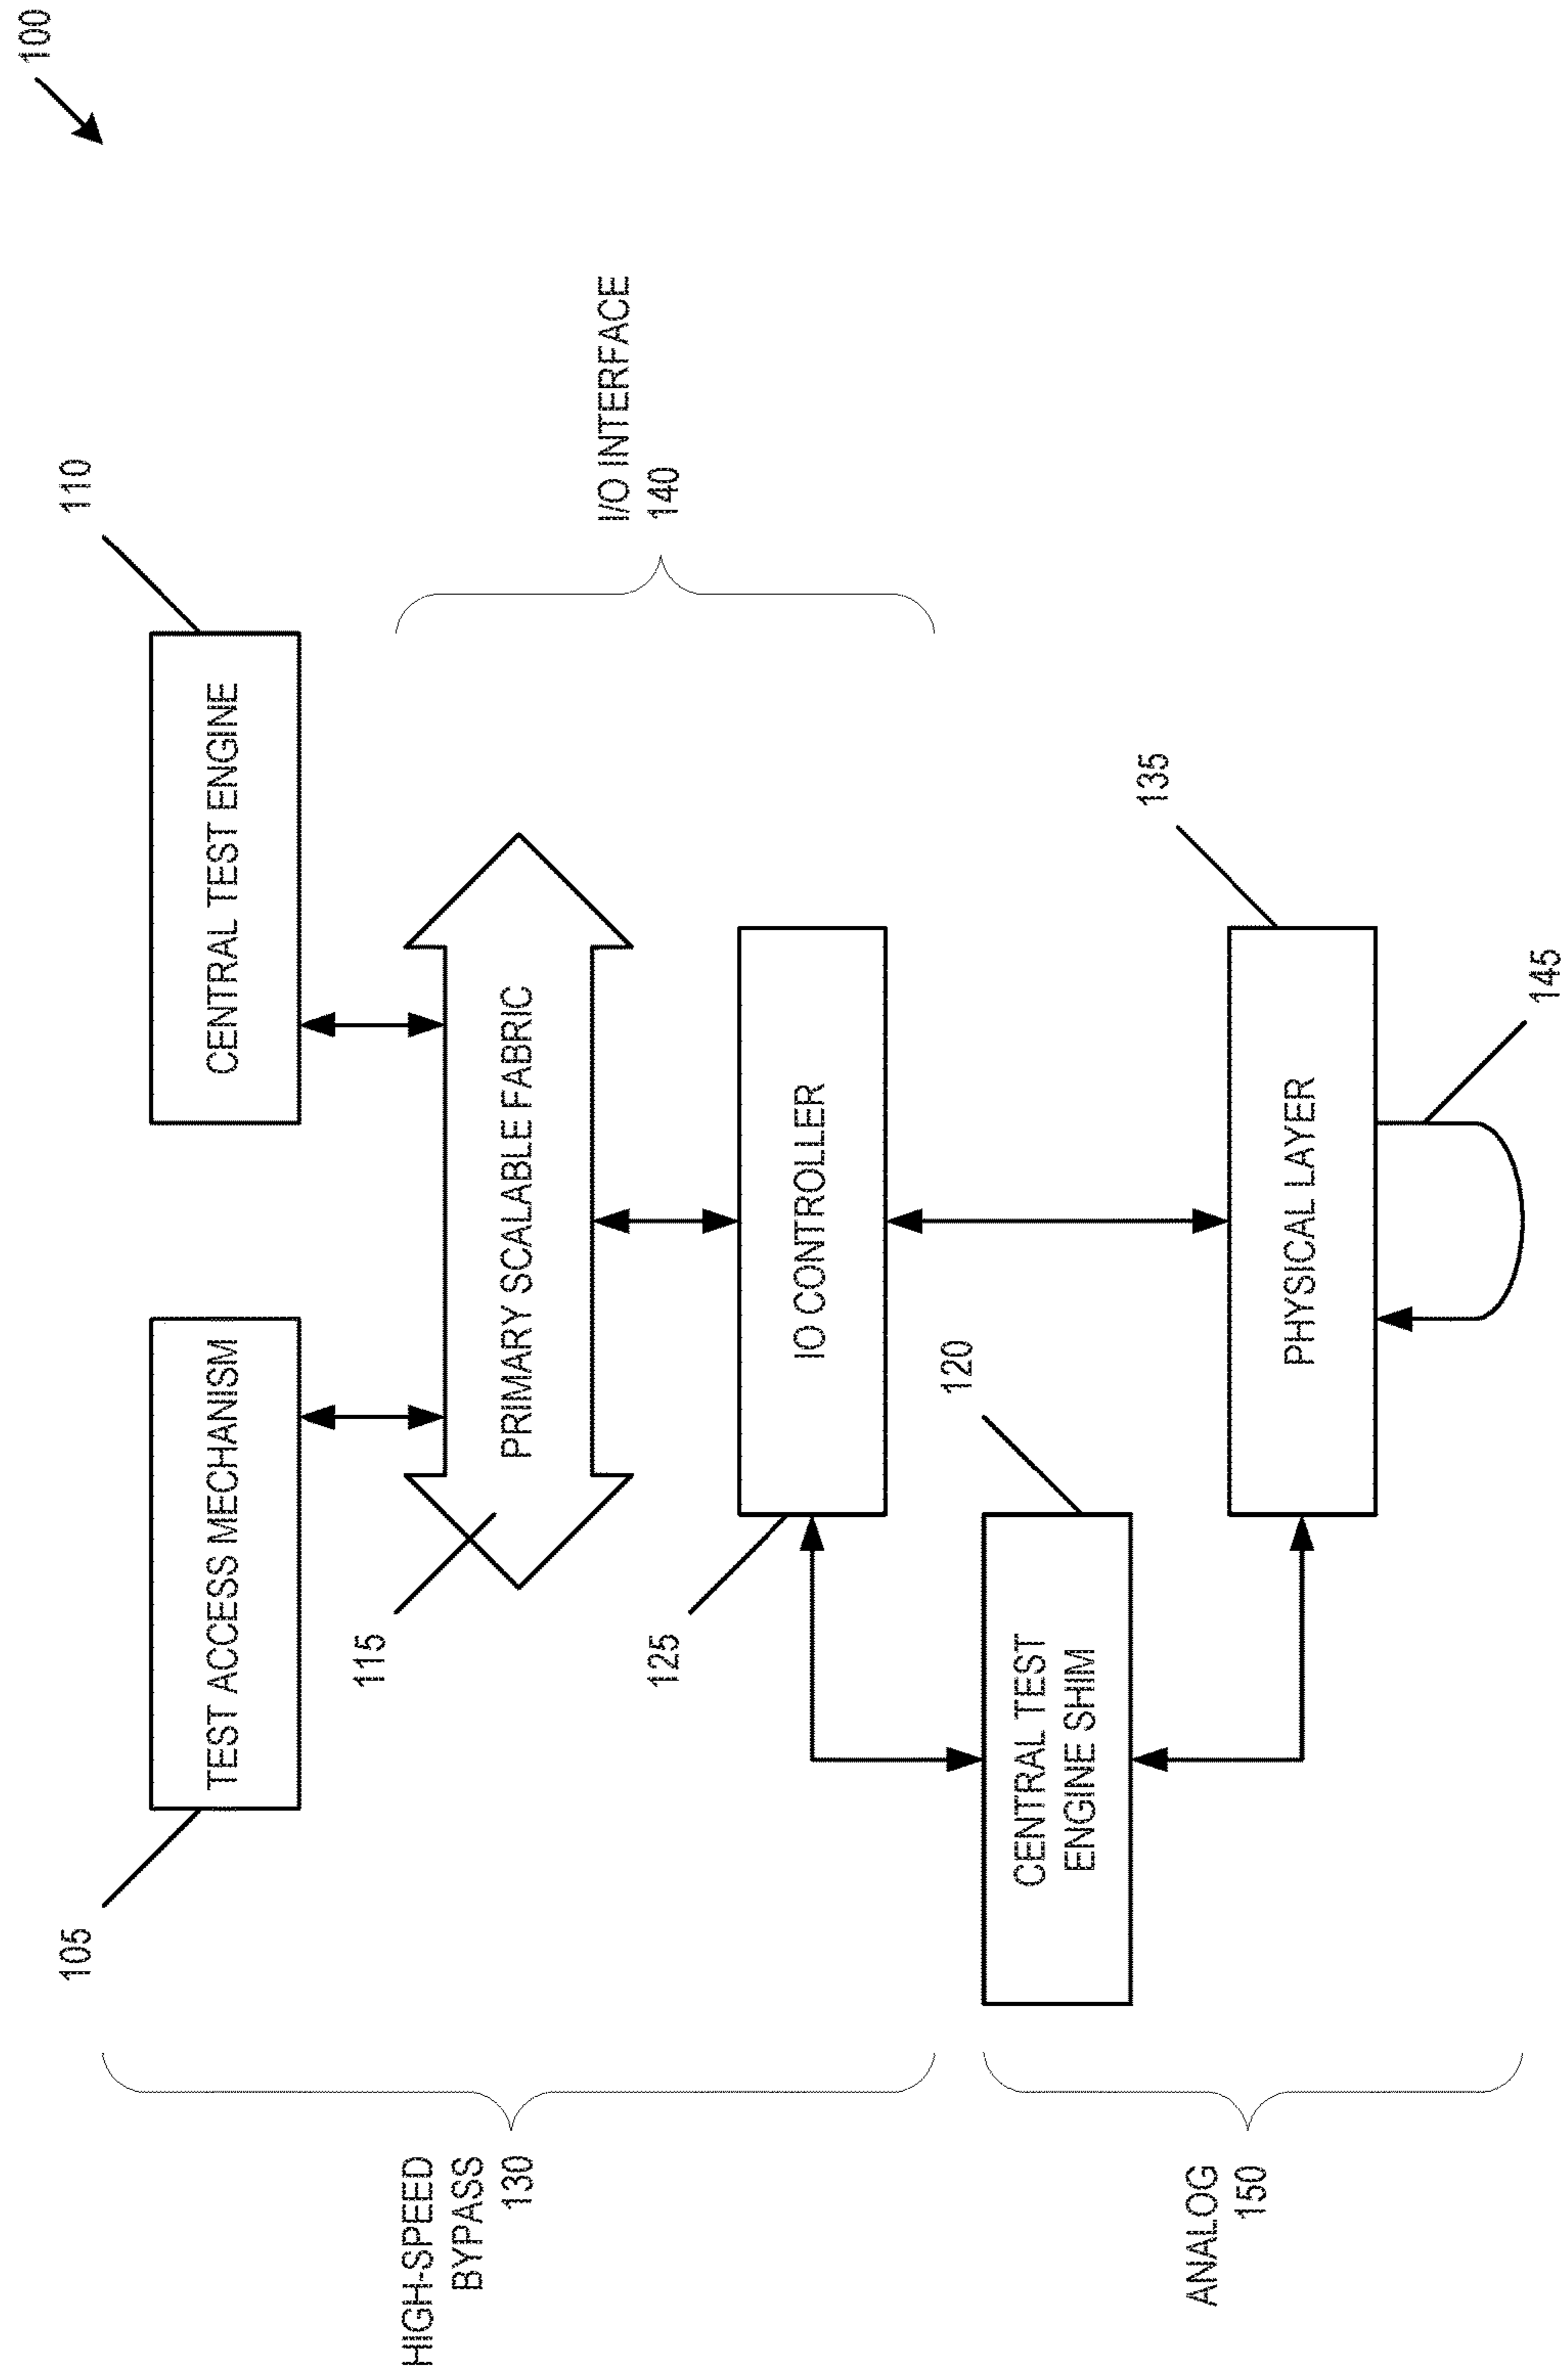 100
105
TEST ACCESS MECHANISM
CENTRAL TEST ENGINE
110
115
PRIMARY SCALABLE FABRIC
HIGH-SPEED
BYPASS
130
I/O INTERFACE
140
125
IO CONTROLLER
120
CENTRAL TEST
ENGINE SHIM
135
ANALOG
150
PHYSICAL LAYER
145